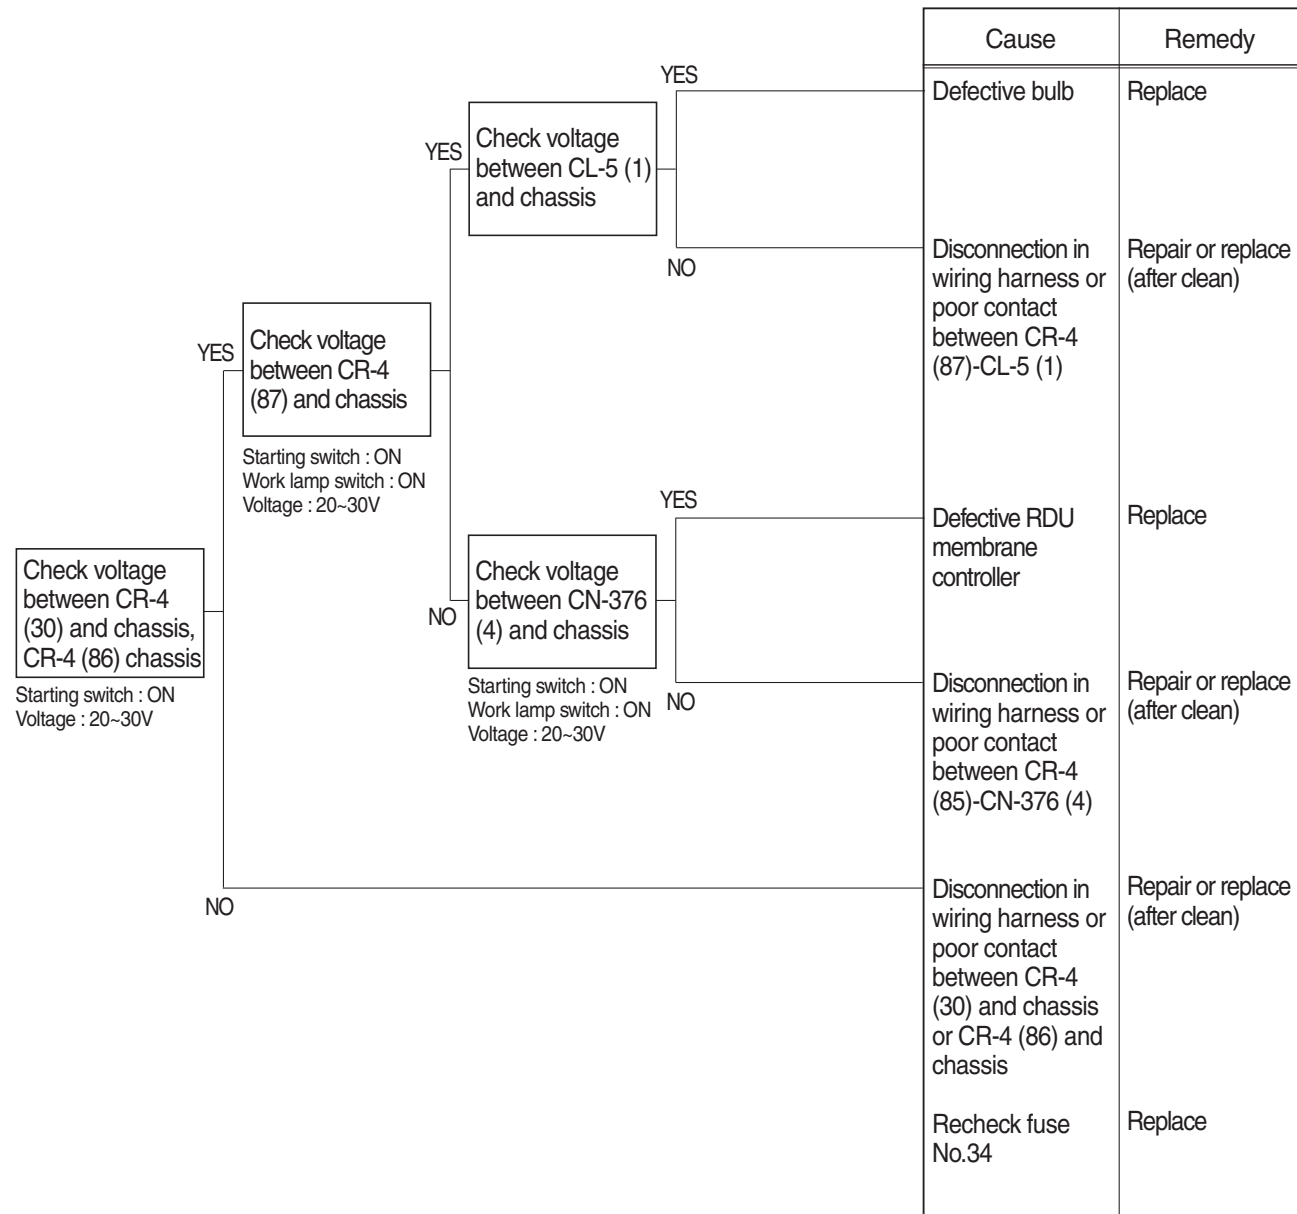 Cause
Remedy
YES
Defective bulb
Replace
Check voltage
between CL-5 (1)
and chassis
YES
NO
Disconnection in
wiring harness or
poor contact
between CR-4
(87)-CL-5 (1)
Repair or replace
(after clean)
YES
Check voltage
between CR-4
(87) and chassis
Starting switch : ON
Work lamp switch : ON
Voltage : 20~30V
YES
Defective RDU
membrane
controller
Replace
Check voltage
between CR-4
(30) and chassis,
CR-4 (86) chassis
Starting switch : ON
Voltage : 20~30V
NO
Check voltage
between CN-376
(4) and chassis
Starting switch : ON
Work lamp switch : ON
Voltage : 20~30V
NO
Disconnection in
wiring harness or
poor contact
between CR-4
(85)-CN-376 (4)
Repair or replace
(after clean)
NO
Disconnection in
wiring harness or
poor contact
between CR-4
(30) and chassis
or CR-4 (86) and
chassis
Repair or replace
(after clean)
Recheck fuse
No.34
Replace